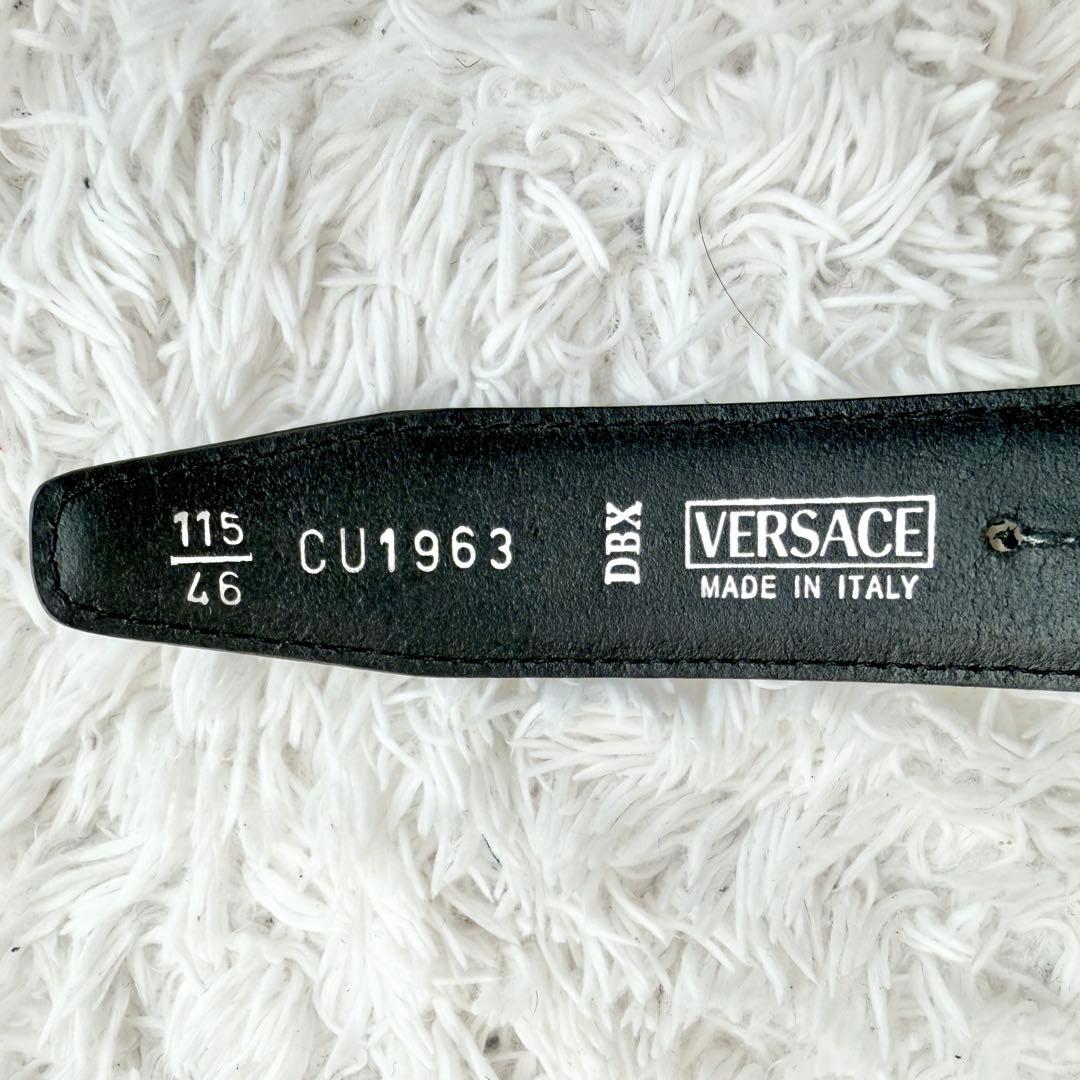 115
46
CU1963
DBX
VERSACE
MADE IN ITALY